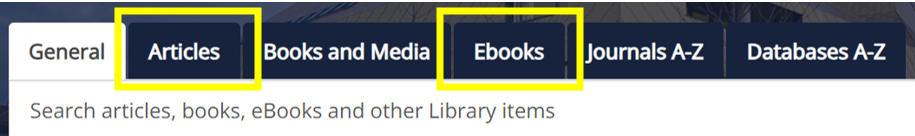 General Articles Books and Media Ebooks Journals A-Z Databases A-Z
Search articles, books, eBooks and other Library items